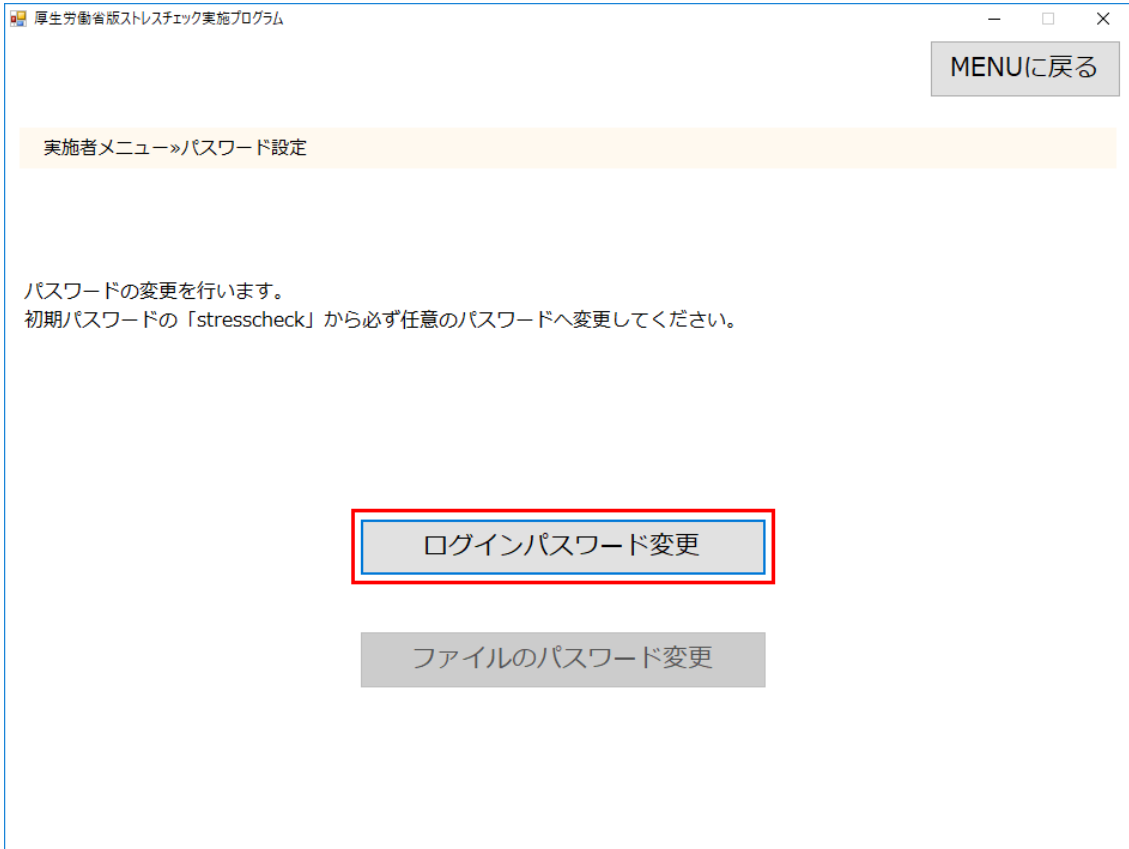 厚生労働省版ストレスチェック実施プログラム
MENUに戻る
実施者メニュー»パスワード設定
パスワードの変更を行います。
初期パスワードの「stresscheck」から必ず任意のパスワードへ変更してください。
ログインパスワード変更
ファイルのパスワード変更